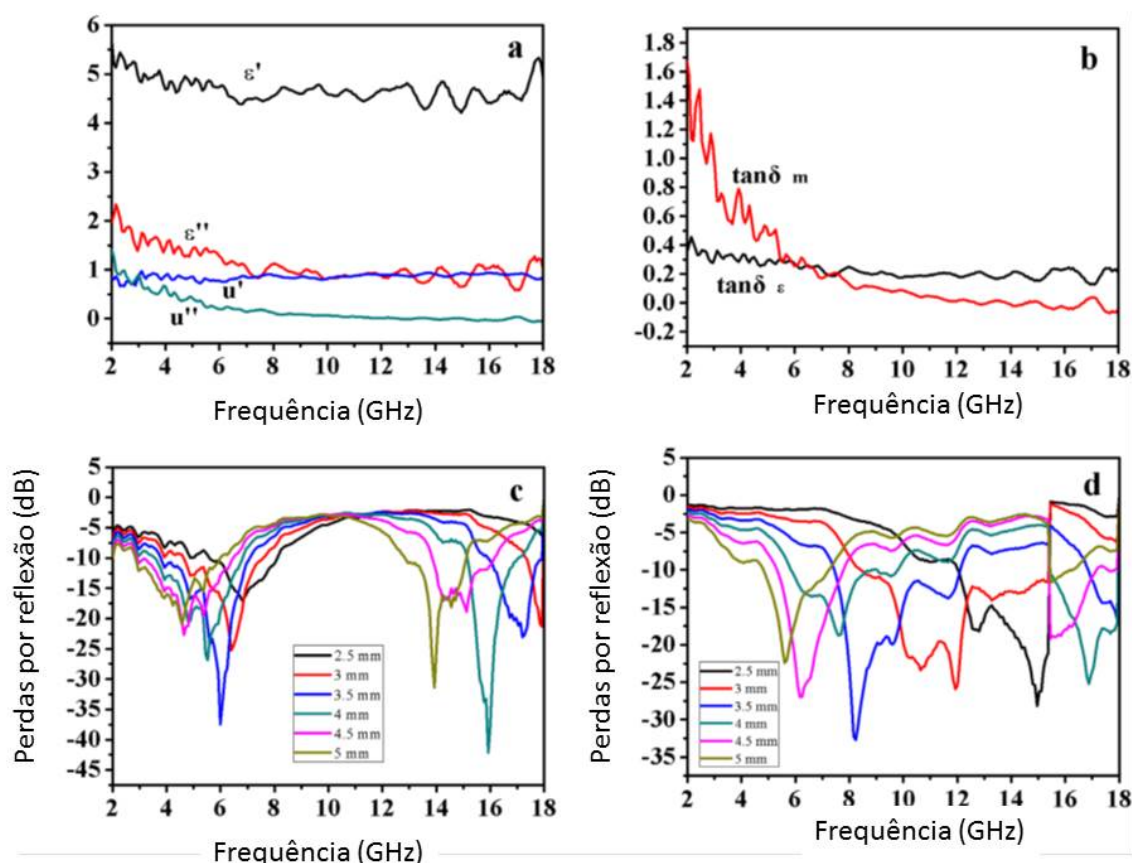 a
6
5
4
3
2
1
0
ε'
ε''
u'
u''
2 4 6 8 10 12 14 16 18
Frequência (GHz)
b
1.8
1.6
1.4
1.2
1.0
0.8
0.6
0.4
0.2
0.0
-0.2
tanδ m
tanδ ε
2 4 6 8 10 12 14 16 18
Frequência (GHz)
Perdas por reflexão (dB)
c
5
0
-5
-10
-15
-20
-25
-30
-35
-40
-45
2.5 mm
3 mm
3.5 mm
4 mm
4.5 mm
5 mm
2 4 6 8 10 12 14 16 18
Frequência (GHz)
Perdas por reflexão (dB)
d
5
0
-5
-10
-15
-20
-25
-30
-35
2.5 mm
3 mm
3.5 mm
4 mm
4.5 mm
5 mm
2 4 6 8 10 12 14 16 18
Frequência (GHz)